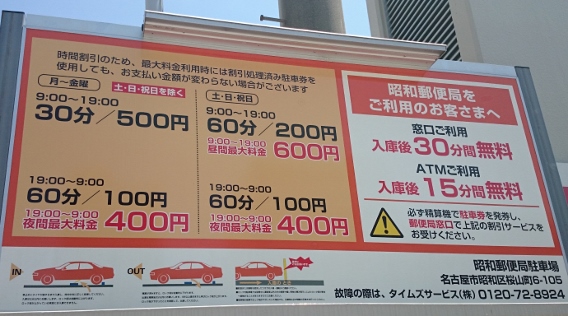 時間割引のため、最大料金利用時には割引処理済み駐車券を
使用しても、お支払い金額が変わらない場合がございます
月～金曜
土・日・祝日を除く
9:00～19:00
30分／500円
19:00～9:00
60分／100円
19:00～9:00
夜間最大料金 400円
土・日・祝日
9:00～19:00
60分／200円
9:00～19:00
昼間最大料金 600円
19:00～9:00
60分／100円
19:00～9:00
夜間最大料金 400円
昭和郵便局を
ご利用のお客さまへ
窓口ご利用
入庫後30分間無料
ATMご利用
入庫後15分間無料
必ず精算機で駐車券を発券し、
郵便局窓口で上記の割引サービスを
お受けください。
IN
OUT
昭和郵便局駐車場
名古屋市昭和区桜山町6-105
故障の際は、タイムズサービス(株) 0120-72-8924